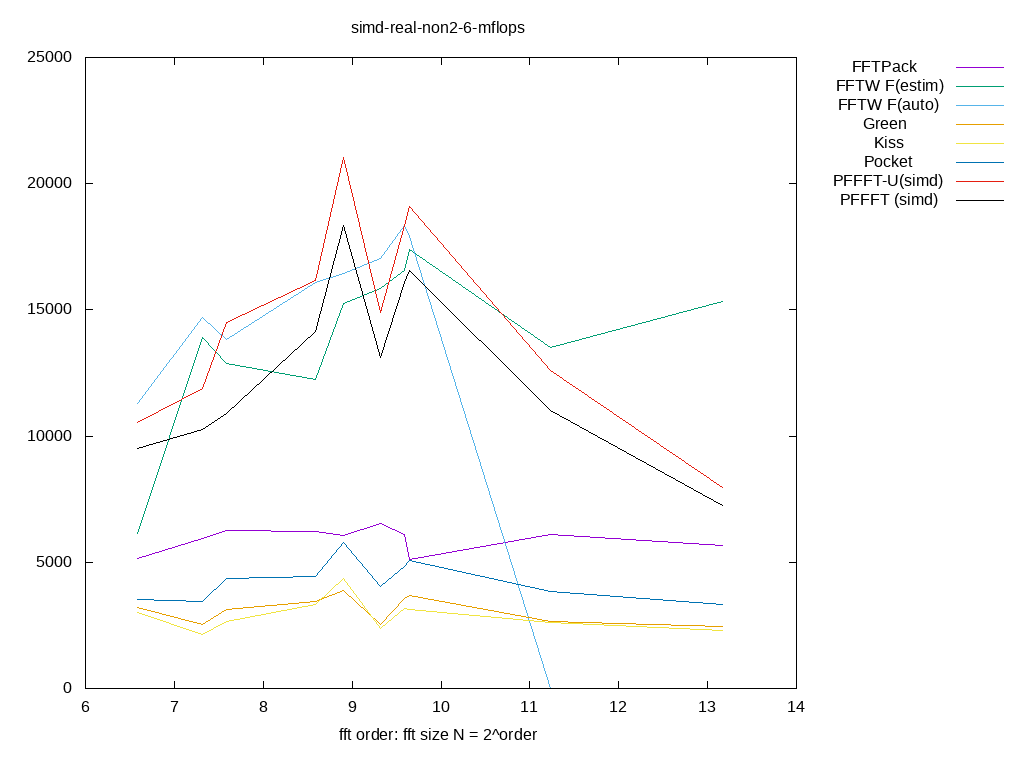 simd-real-non2-6-mflops
25000
20000
15000
10000
5000
0
6 7 8 9 10 11 12 13 14
fft order: fft size N = 2^order
FFTPack
FFTW F(estim)
FFTW F(auto)
Green
Kiss
Pocket
PFFFT-U(simd)
PFFFT (simd)